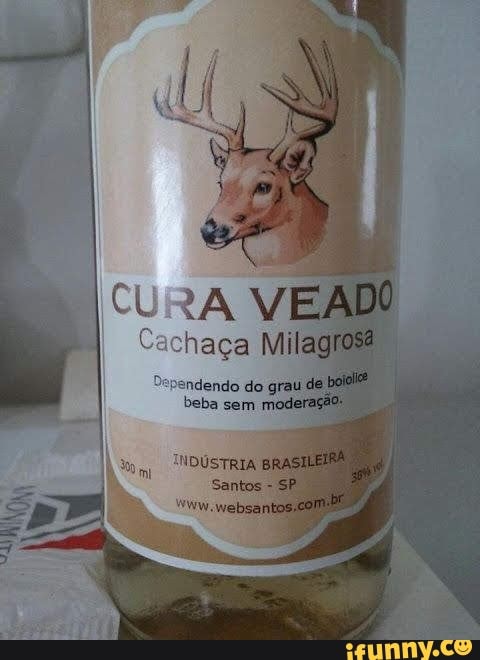 CURA VEADO
Cachaça Milagrosa
Dependendo do grau de boiolice
beba sem moderação.
INDÚSTRIA BRASILEIRA
300 ml
38% vol
Santos - SP
www.websantos.com.br
ifunny.co